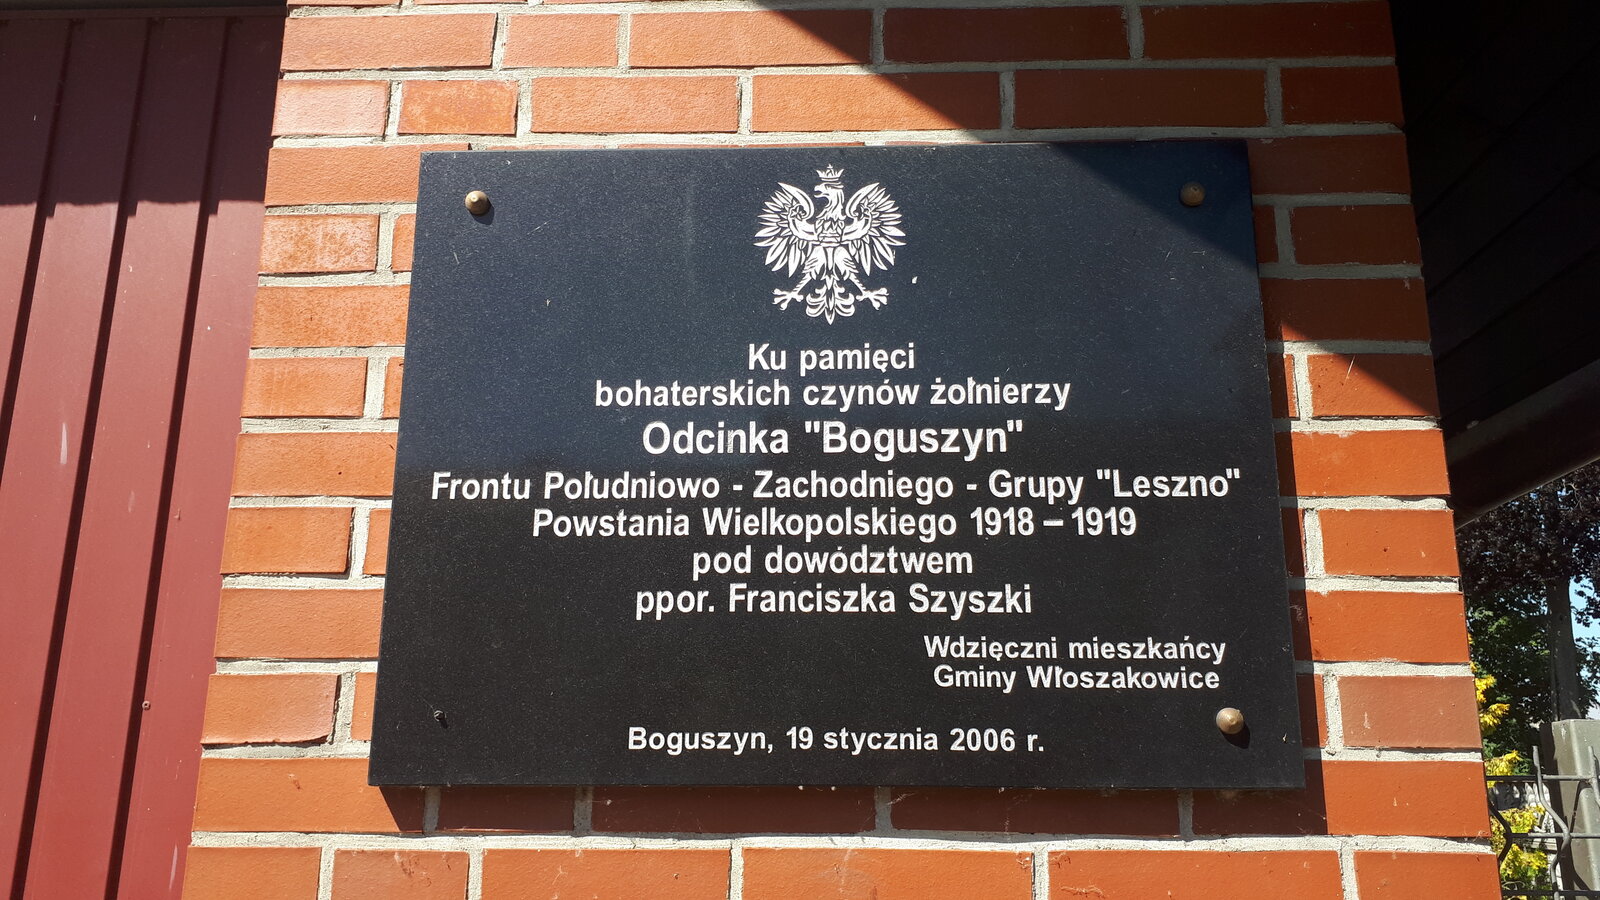 Ku pamięci
bohaterskich czynów żołnierzy
Odcinka "Boguszyn"
Frontu Południowo - Zachodniego - Grupy "Leszno"
Powstania Wielkopolskiego 1918 – 1919
pod dowództwem
ppor. Franciszka Szyszki
Wdzięczni mieszkańcy
Gminy Włoszakowice
Boguszyn, 19 stycznia 2006 r.